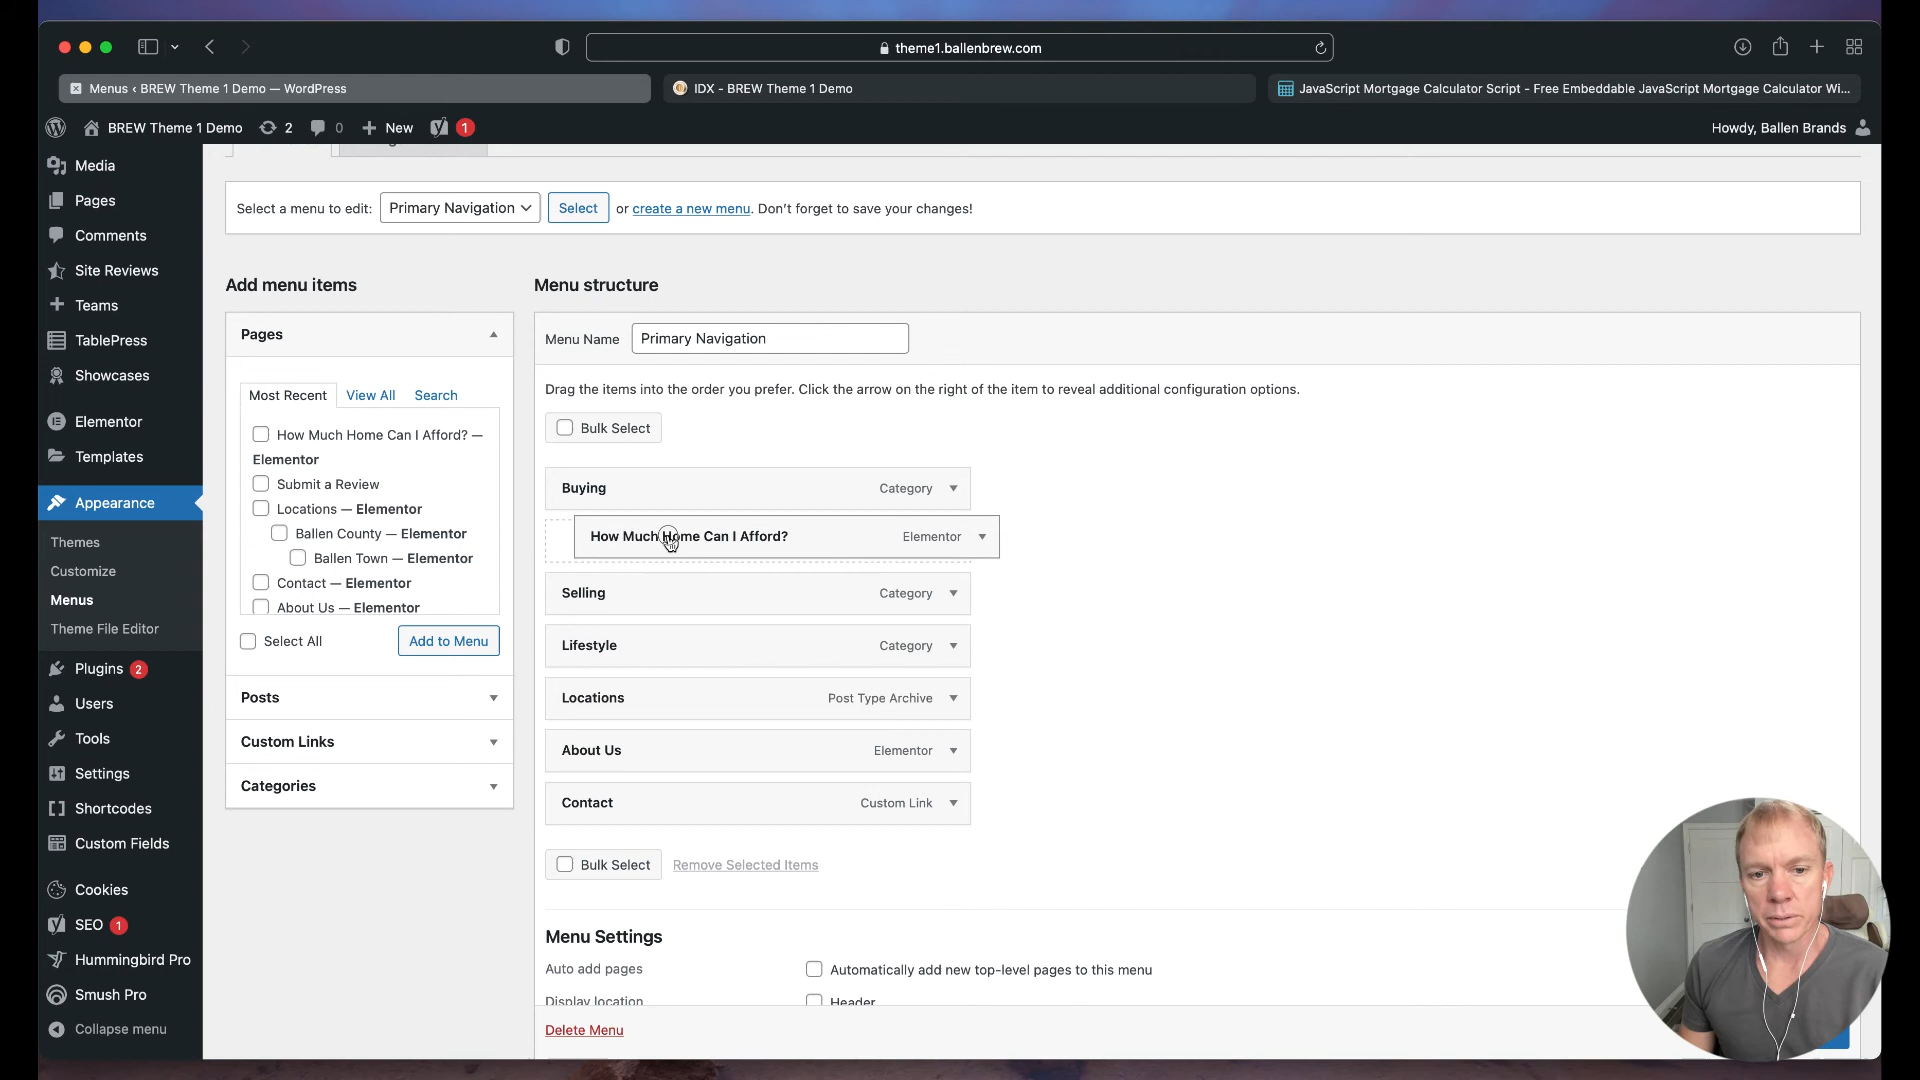 theme1.ballenbrew.com
Menus ‹ BREW Theme 1 Demo — WordPress
IDX - BREW Theme 1 Demo
JavaScript Mortgage Calculator Script - Free Embeddable JavaScript Mortgage Calculator Wi...
BREW Theme 1 Demo
2
0
New
1
Howdy, Ballen Brands
Media
Pages
Comments
Site Reviews
Teams
TablePress
Showcases
Elementor
Templates
Appearance
Themes
Customize
Menus
Theme File Editor
Plugins 2
Users
Tools
Settings
Shortcodes
Custom Fields
Cookies
SEO 1
Hummingbird Pro
Smush Pro
Collapse menu
Select a menu to edit: Primary Navigation Select or create a new menu. Don’t forget to save your changes!
Add menu items
Pages
Most Recent View All Search
How Much Home Can I Afford? —
Elementor
Submit a Review
Locations — Elementor
Ballen County — Elementor
Ballen Town — Elementor
Contact — Elementor
About Us — Elementor
Select All Add to Menu
Posts
Custom Links
Categories
Menu structure
Menu Name Primary Navigation
Drag the items into the order you prefer. Click the arrow on the right of the item to reveal additional configuration options.
Bulk Select
Buying Category
How Much Home Can I Afford? Elementor
Selling Category
Lifestyle Category
Locations Post Type Archive
About Us Elementor
Contact Custom Link
Bulk Select Remove Selected Items
Menu Settings
Auto add pages Automatically add new top-level pages to this menu
Display location Header
Delete Menu